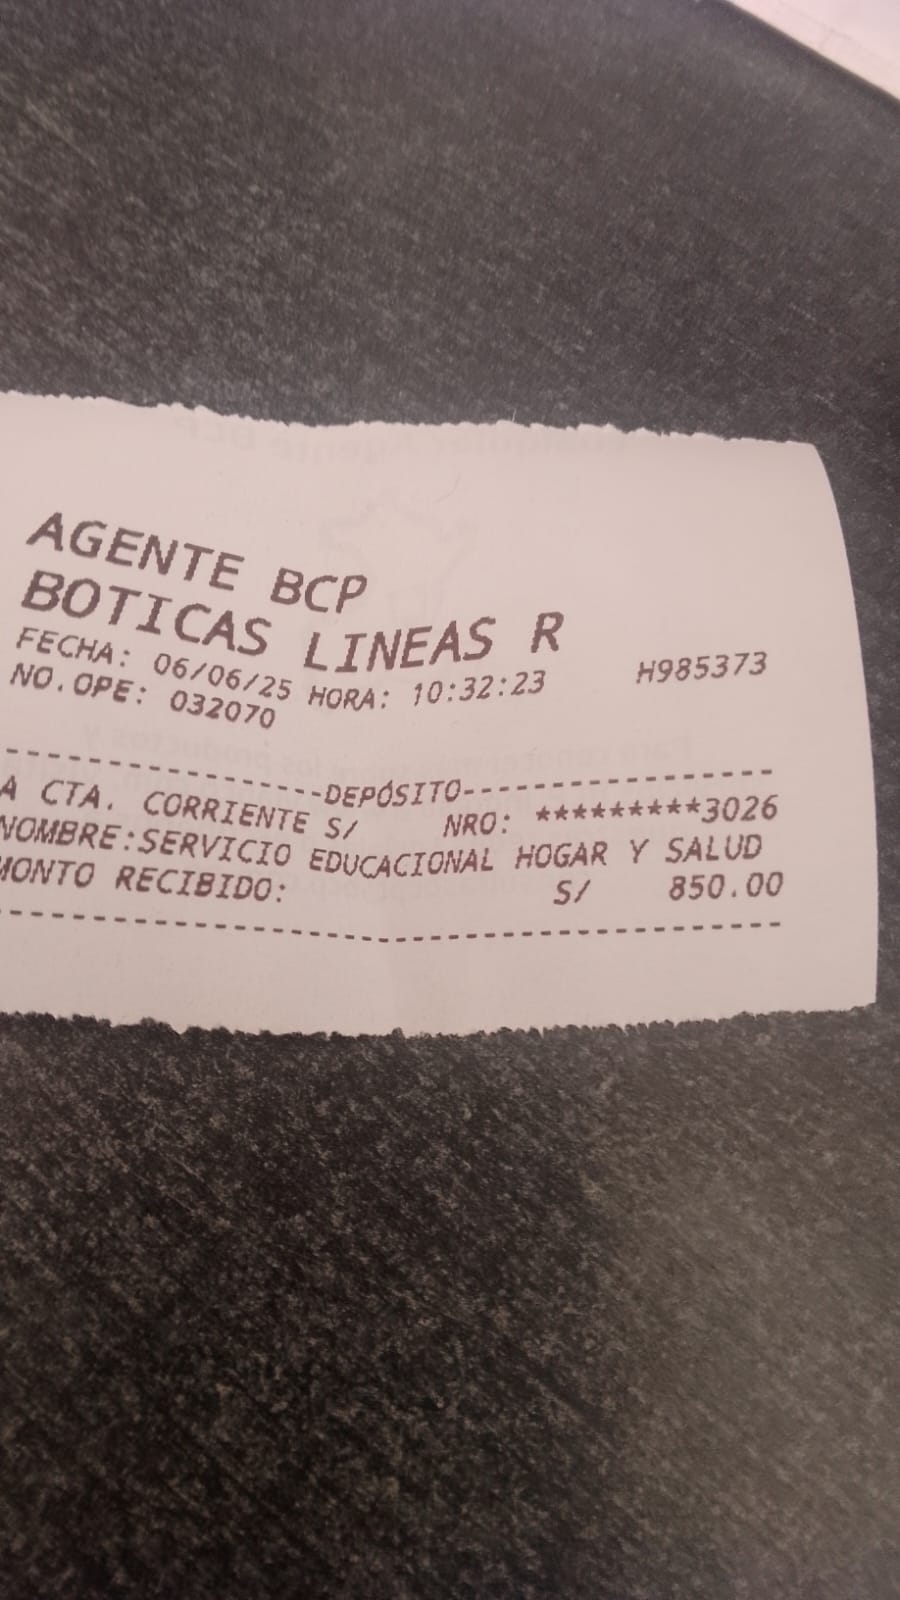 AGENTE BCP
BOTICAS LINEAS R
FECHA: 06/06/25 HORA: 10:32:23 H985373
NO.OPE: 032070
--------------------DEPÓSITO--------------------
A CTA. CORRIENTE S/ NRO: *********3026
NOMBRE:SERVICIO EDUCACIONAL HOGAR Y SALUD
MONTO RECIBIDO: S/ 850.00